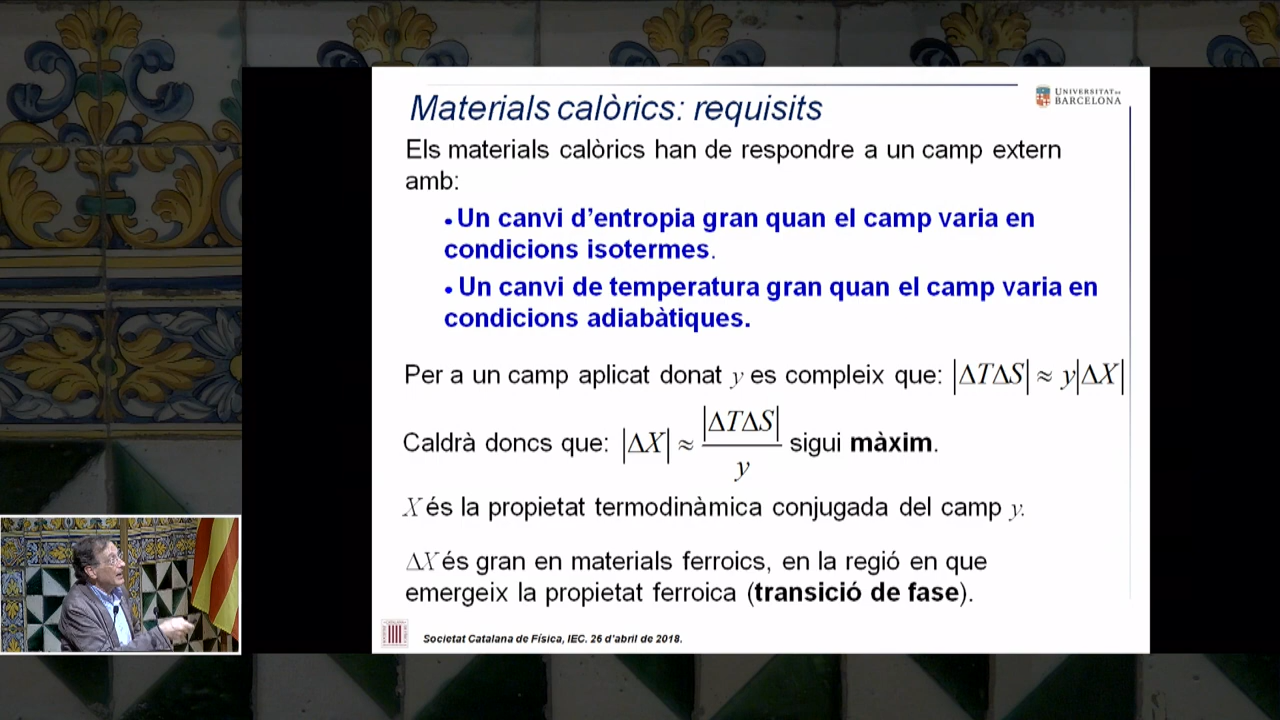 Materials calòrics: requisits
UNIVERSITAT DE
BARCELONA
Els materials calòrics han de respondre a un camp extern
amb:
• Un canvi d’entropia gran quan el camp varia en
condicions isotermes.
• Un canvi de temperatura gran quan el camp varia en
condicions adiabàtiques.
Per a un camp aplicat donat y es compleix que: |ΔTΔS| ≈ y|ΔX|
Caldrà doncs que: |ΔX| ≈ |ΔTΔS| / y sigui màxim.
X és la propietat termodinàmica conjugada del camp y.
ΔX és gran en materials ferroics, en la regió en que
emergeix la propietat ferroica (transició de fase).
Societat Catalana de Física, IEC. 26 d’abril de 2018.